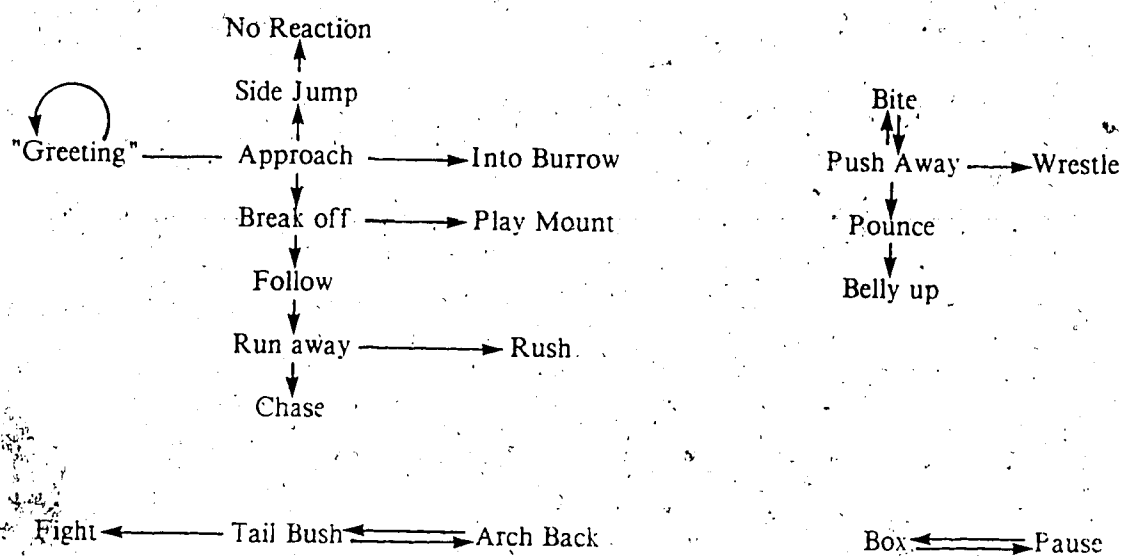 No Reaction
Side Jump
Bite
"Greeting" Approach Into Burrow
Push Away Wrestle
Break off Play Mount
Pounce
Follow
Belly up
Run away Rush
Chase
Fight Tail Bush Arch Back
Box Pause